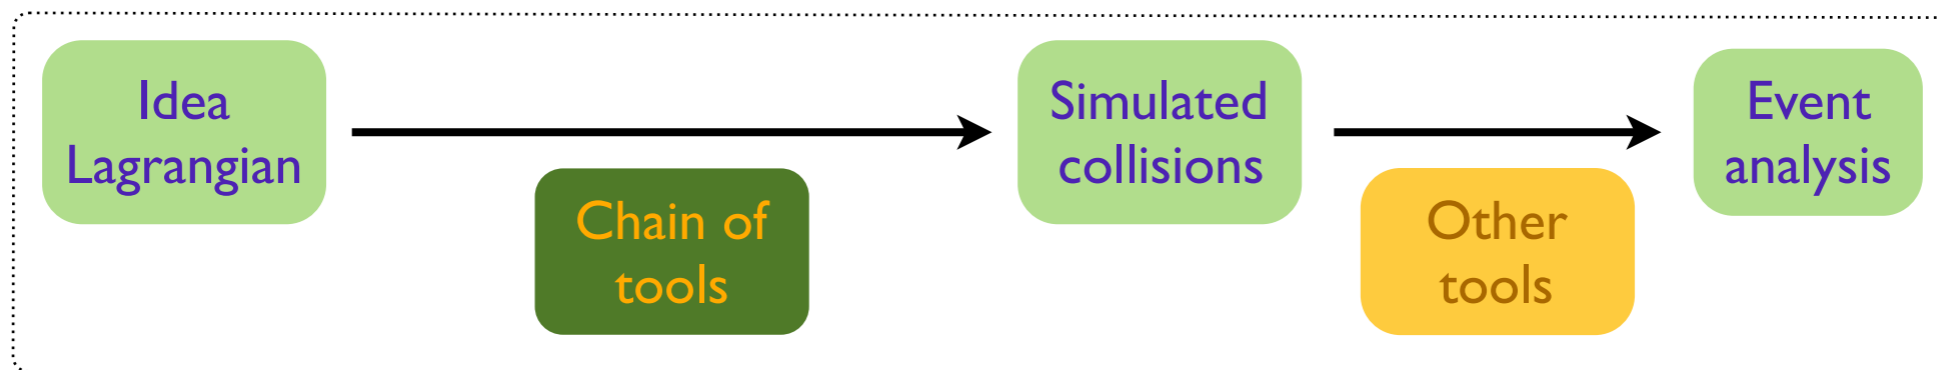 Idea
Lagrangian
Chain of
tools
Simulated
collisions
Other
tools
Event
analysis